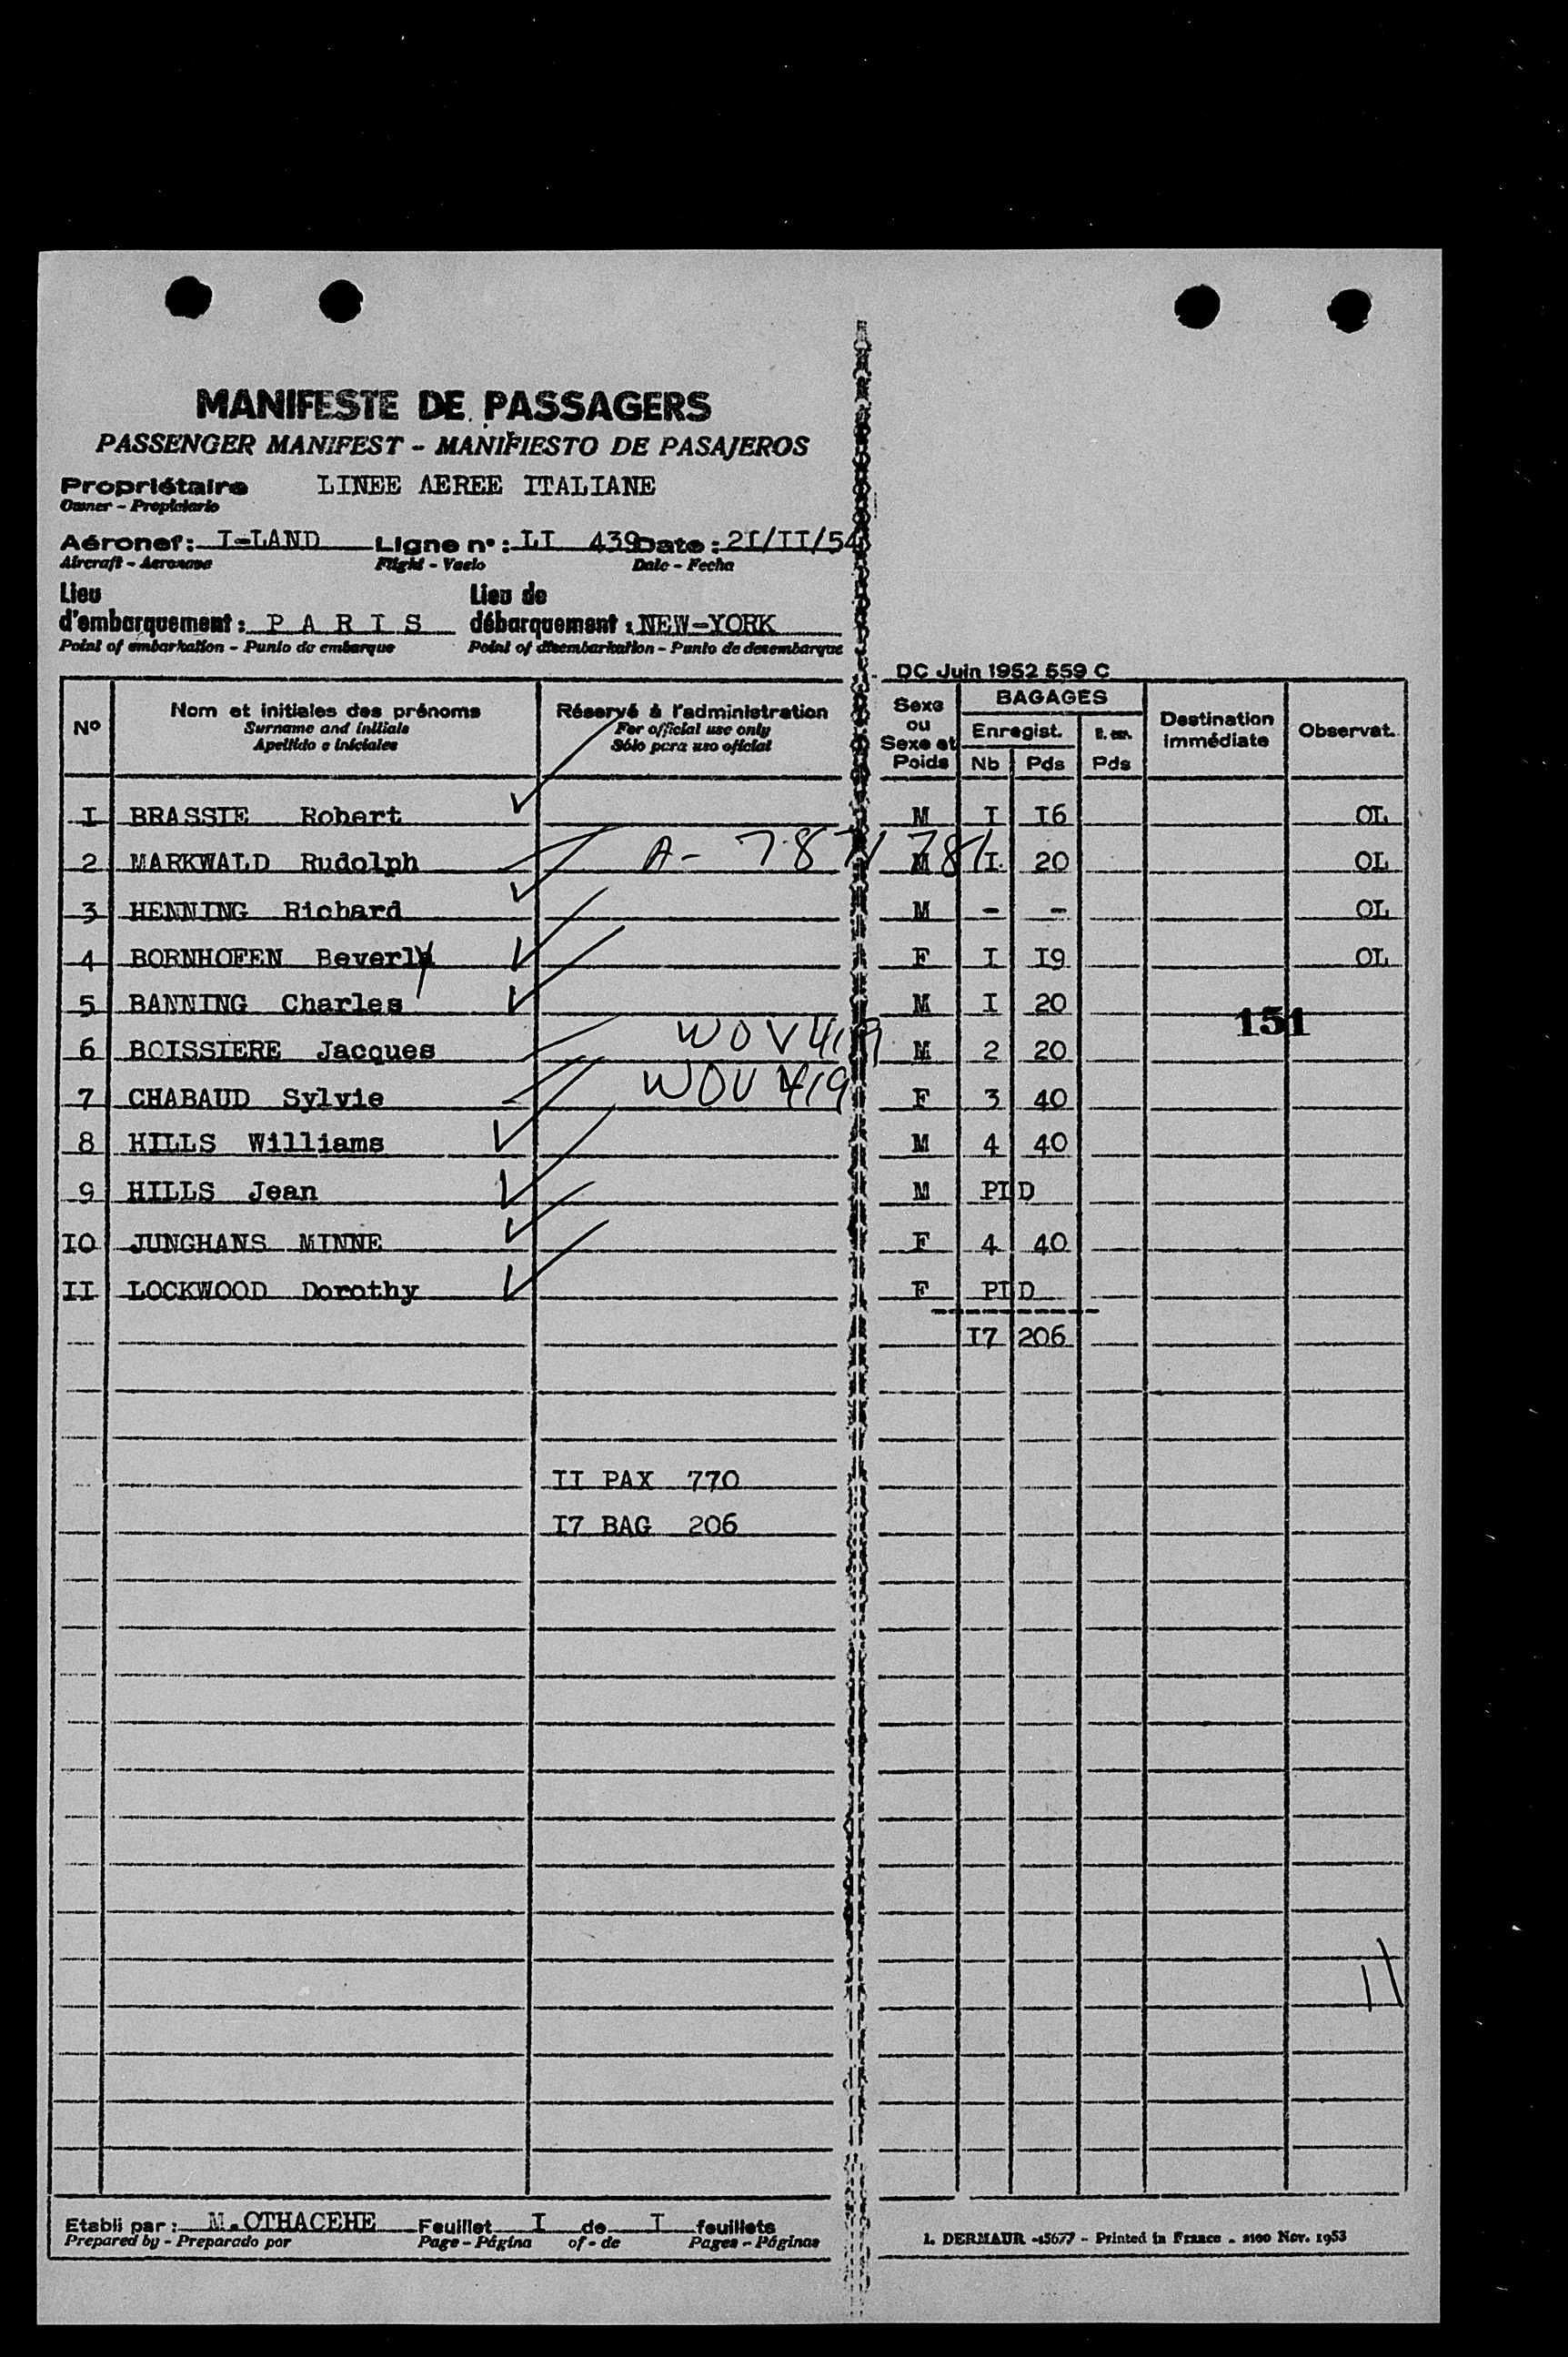 MANIFESTE DE PASSAGERS
PASSENGER MANIFEST - MANIFIESTO DE PASAJEROS
Propriétaire LINEE AEREE ITALIANE
Owner - Propiciario
Aéronef: I-LAND Ligne n°: LI 439 Date: 2I/II/54
Aircraft - Aeronave Flight - Vuelo Date - Fecha
Lieu Lieu de
d'embarquement: P A R I S débarquement: NEW-YORK
Point of embarkation - Punto de embarque Point of disembarkation - Punto de desembarque
DC Juin 1952 559 C
N° Nom et initiales des prénoms Réservé à l'administration Sexe ou Sexe et Poids BAGAGES Destination immédiate Observat.
Surname and initials For official use only Enregist.
Apellido e iniciales Sólo para uso oficial Nb Pds Pds
I BRASSIE Robert M I I6 OL
2 MARKWALD Rudolph A- 7871781 M I 20 OL
3 HENNING Richard M - - OL
4 BORNHOFEN Beverly F I I9 OL
5 BANNING Charles M I 20
151
6 BOISSIERE Jacques WOV419 M 2 20
7 CHABAUD Sylvie WOV419 F 3 40
8 HILLS Williams M 4 40
9 HILLS Jean M PLD
IO JUNGHANS MINNE F 4 40
II LOCKWOOD Dorothy F PLD
I7 206
II PAX 770
I7 BAG 206
11
Etabli par: M.OTHACEHE Feuillet I de I feuillets
Prepared by - Preparado por Page - Página of - de Pages - Páginas
I. DERMAUR -15677 - Printed in France - 2100 Nov. 1953